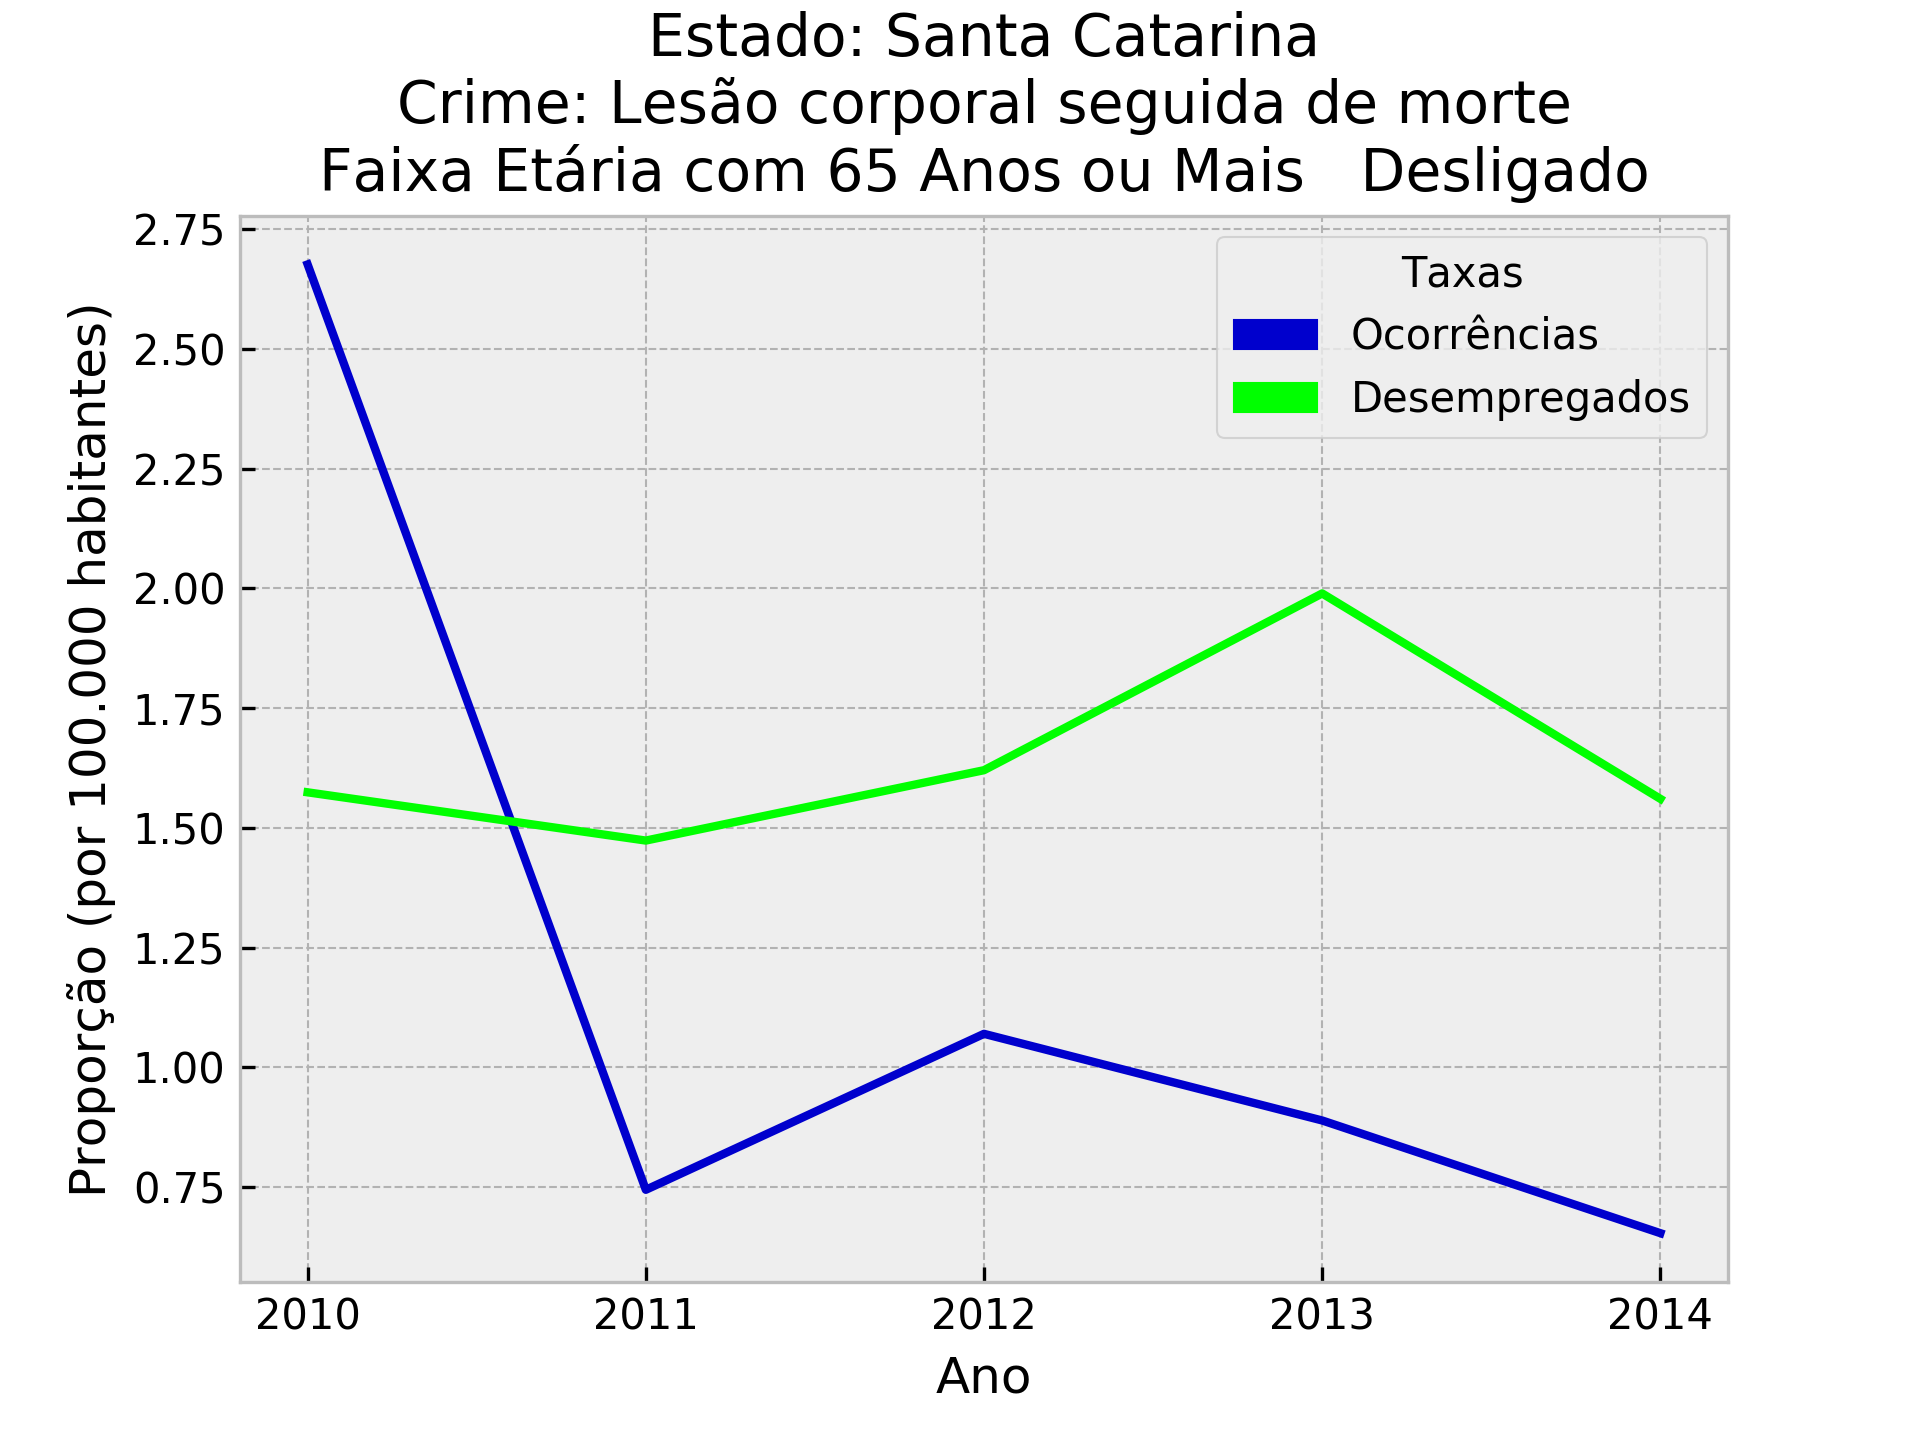 Estado: Santa Catarina
Crime: Lesão corporal seguida de morte
Faixa Etária com 65 Anos ou Mais   Desligado
Proporção (por 100.000 habitantes)
2.75
2.50
2.25
2.00
1.75
1.50
1.25
1.00
0.75
Taxas
Ocorrências
Desempregados
2010 2011 2012 2013 2014
Ano